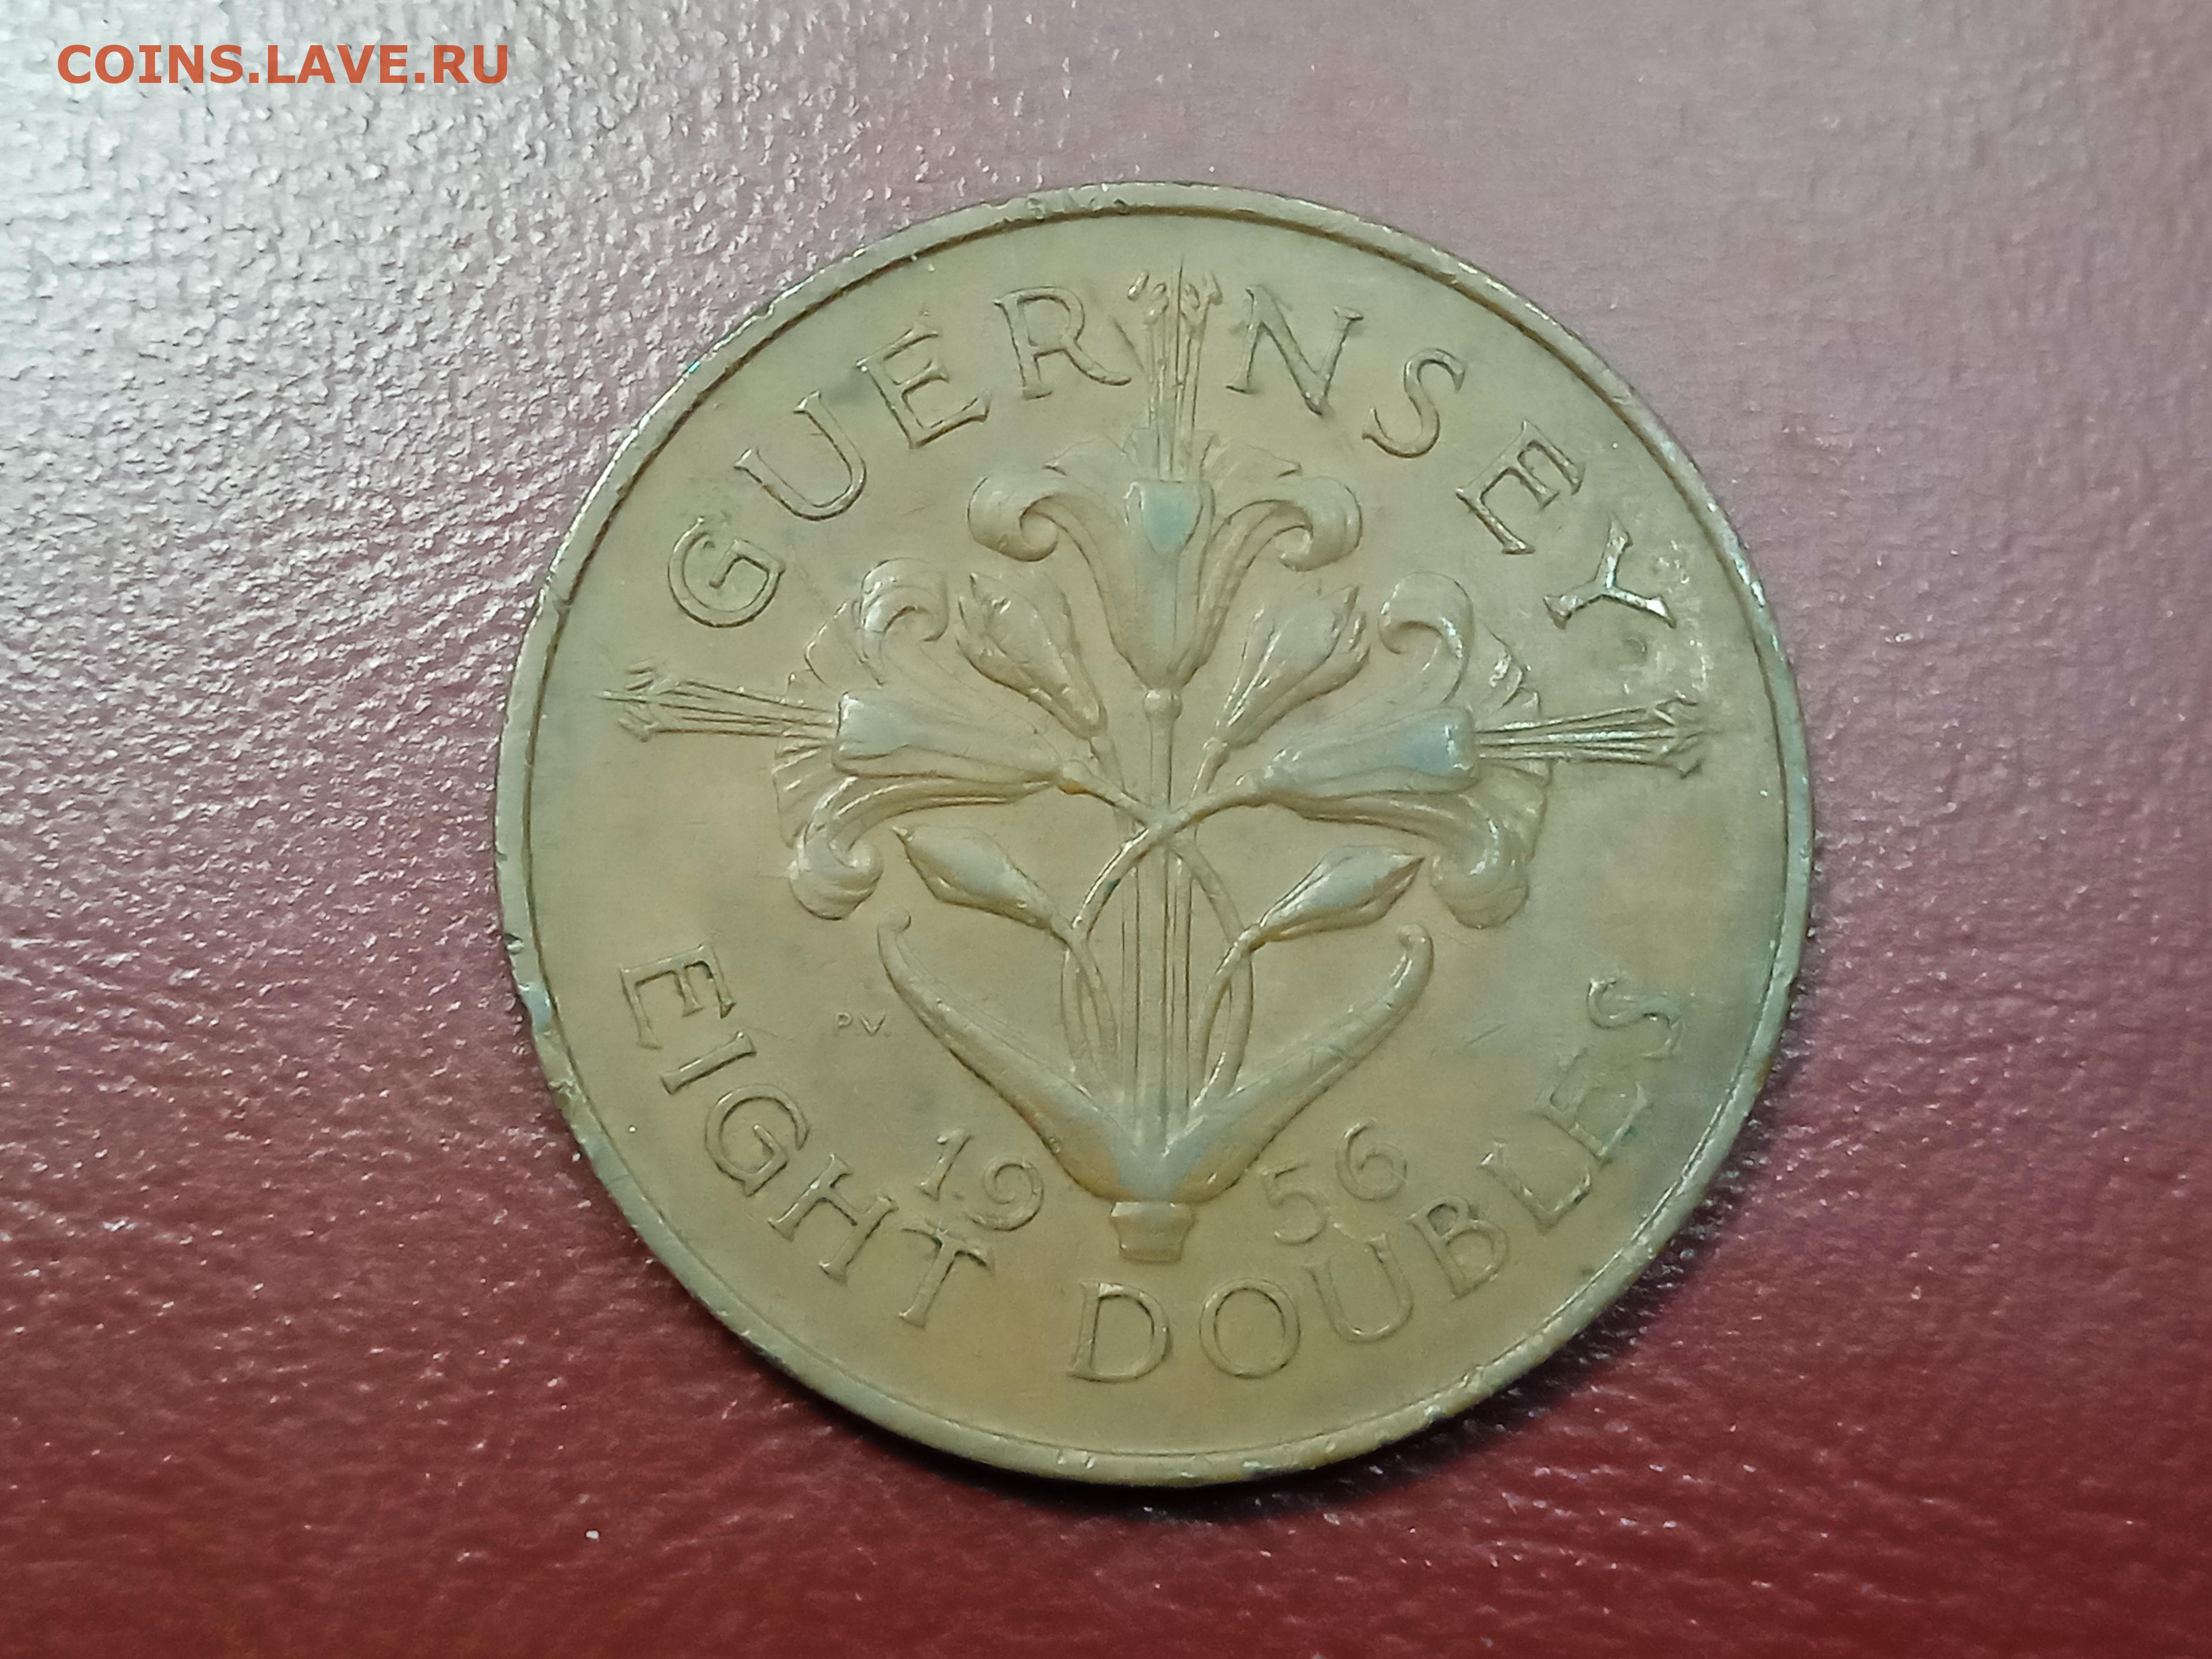 COINS.LAVE.RU
GUERNSEY
P.V.
1956
EIGHT DOUBLES